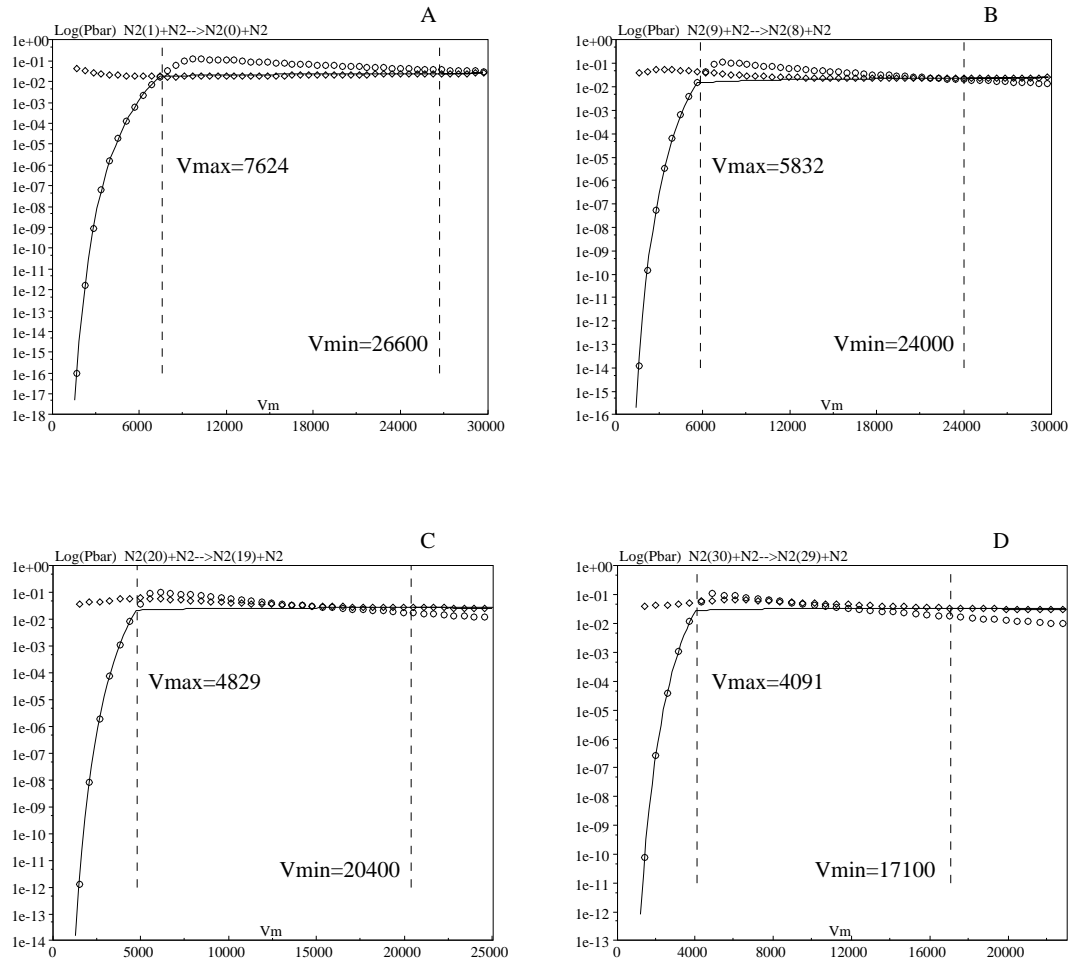 A
Log(Pbar) N2(1)+N2-->N2(0)+N2
1e+00
1e-01
1e-02
1e-03
1e-04
1e-05
1e-06
1e-07
1e-08
1e-09
1e-10
1e-11
1e-12
1e-13
1e-14
1e-15
1e-16
1e-17
1e-18
Vmax=7624
Vmin=26600
Vm
0 6000 12000 18000 24000 30000
B
Log(Pbar) N2(9)+N2-->N2(8)+N2
1e+00
1e-01
1e-02
1e-03
1e-04
1e-05
1e-06
1e-07
1e-08
1e-09
1e-10
1e-11
1e-12
1e-13
1e-14
1e-15
1e-16
Vmax=5832
Vmin=24000
Vm
0 6000 12000 18000 24000 30000
C
Log(Pbar) N2(20)+N2-->N2(19)+N2
1e+00
1e-01
1e-02
1e-03
1e-04
1e-05
1e-06
1e-07
1e-08
1e-09
1e-10
1e-11
1e-12
1e-13
1e-14
Vmax=4829
Vmin=20400
Vm
0 5000 10000 15000 20000 25000
D
Log(Pbar) N2(30)+N2-->N2(29)+N2
1e+00
1e-01
1e-02
1e-03
1e-04
1e-05
1e-06
1e-07
1e-08
1e-09
1e-10
1e-11
1e-12
1e-13
Vmax=4091
Vmin=17100
Vm
0 4000 8000 12000 16000 20000